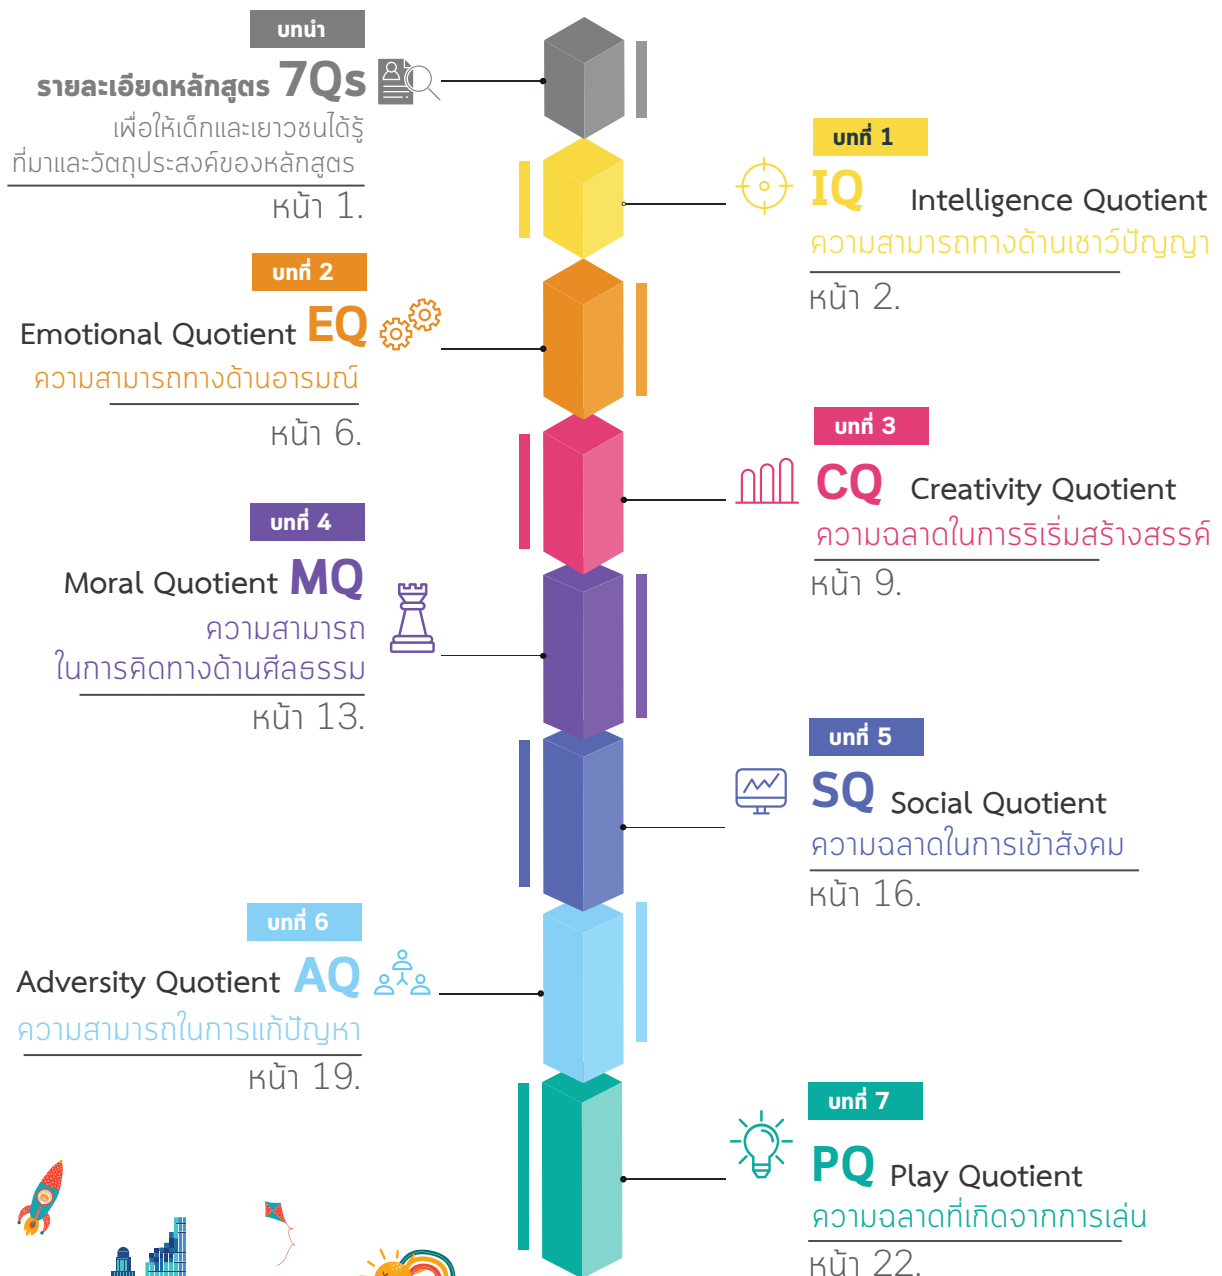 บทนำ
รายละเอียดหลักสูตร 7Qs
เพื่อให้เด็กและเยาวชนได้รู้
ที่มาและวัตถุประสงค์ของหลักสูตร
หน้า 1.
บทที่ 1
IQ Intelligence Quotient
ความสามารถทางด้านเชาว์ปัญญา
หน้า 2.
บทที่ 2
Emotional Quotient EQ
ความสามารถทางด้านอารมณ์
หน้า 6.
บทที่ 3
CQ Creativity Quotient
ความฉลาดในการริเริ่มสร้างสรรค์
หน้า 9.
บทที่ 4
Moral Quotient MQ
ความสามารถ
ในการคิดทางด้านศีลธรรม
หน้า 13.
บทที่ 5
SQ Social Quotient
ความฉลาดในการเข้าสังคม
หน้า 16.
บทที่ 6
Adversity Quotient AQ
ความสามารถในการแก้ปัญหา
หน้า 19.
บทที่ 7
PQ Play Quotient
ความฉลาดที่เกิดจากการเล่น
หน้า 22.